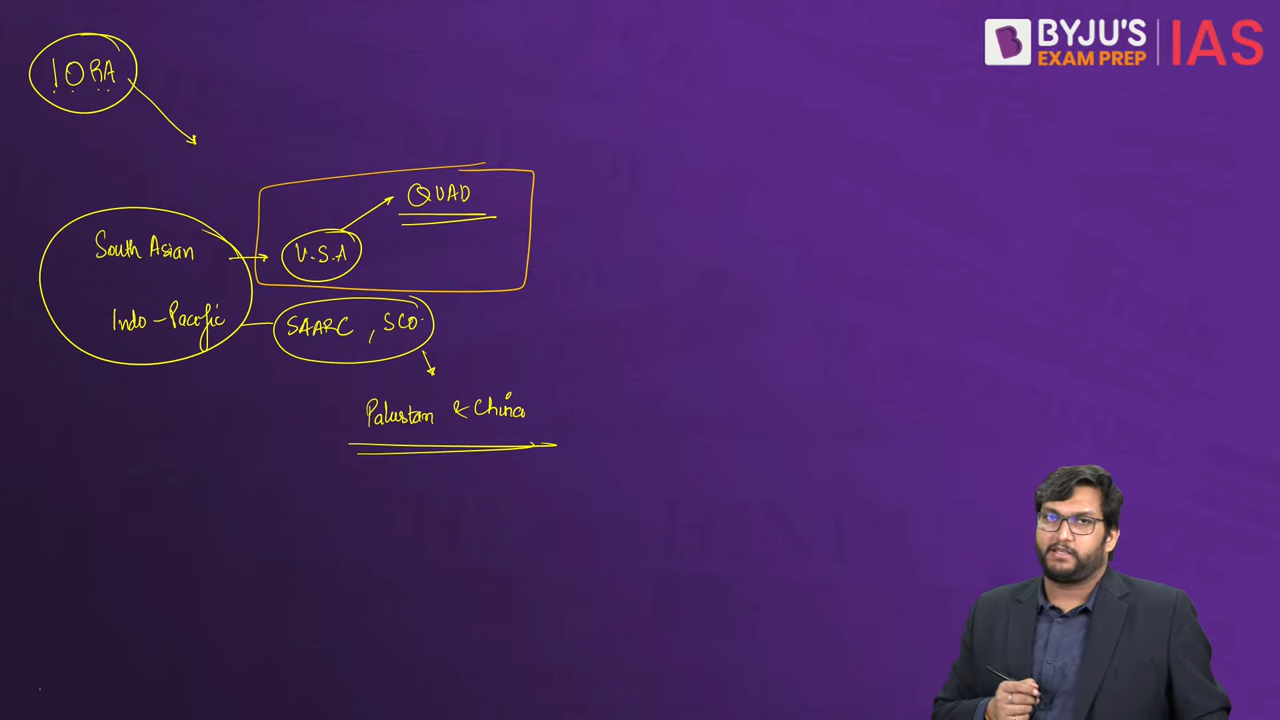 IORA
BYJU'S
EXAM PREP
IAS
QUAD
South Asian
U.S.A
Indo-Pacific
SAARC, SCO.
Pakistan & China